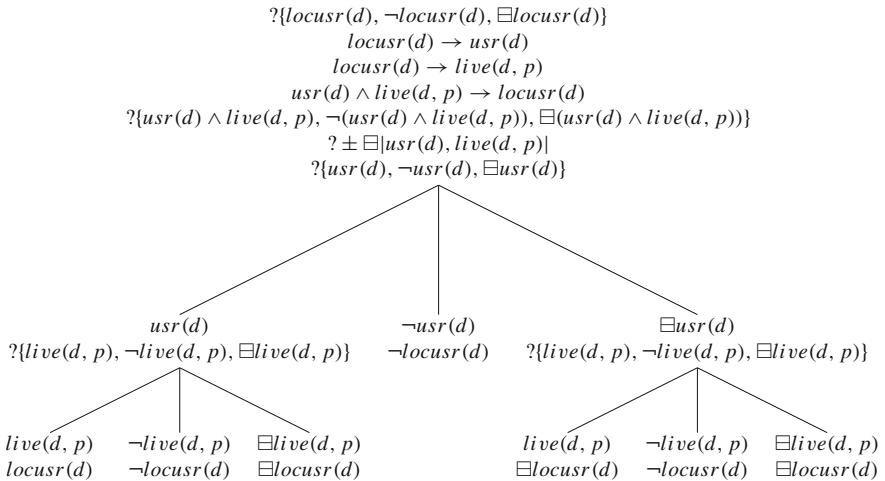 ?{locusr(d), ¬locusr(d), ⊟locusr(d)}
locusr(d) → usr(d)
locusr(d) → live(d, p)
usr(d) ∧ live(d, p) → locusr(d)
?{usr(d) ∧ live(d, p), ¬(usr(d) ∧ live(d, p)), ⊟(usr(d) ∧ live(d, p))}
? ± ⊟|usr(d), live(d, p)|
?{usr(d), ¬usr(d), ⊟usr(d)}
usr(d) ¬usr(d) ⊟usr(d)
?{live(d, p), ¬live(d, p), ⊟live(d, p)} ¬locusr(d) ?{live(d, p), ¬live(d, p), ⊟live(d, p)}
live(d, p) ¬live(d, p) ⊟live(d, p) live(d, p) ¬live(d, p) ⊟live(d, p)
locusr(d) ¬locusr(d) ⊟locusr(d) ⊟locusr(d) ¬locusr(d) ⊟locusr(d)